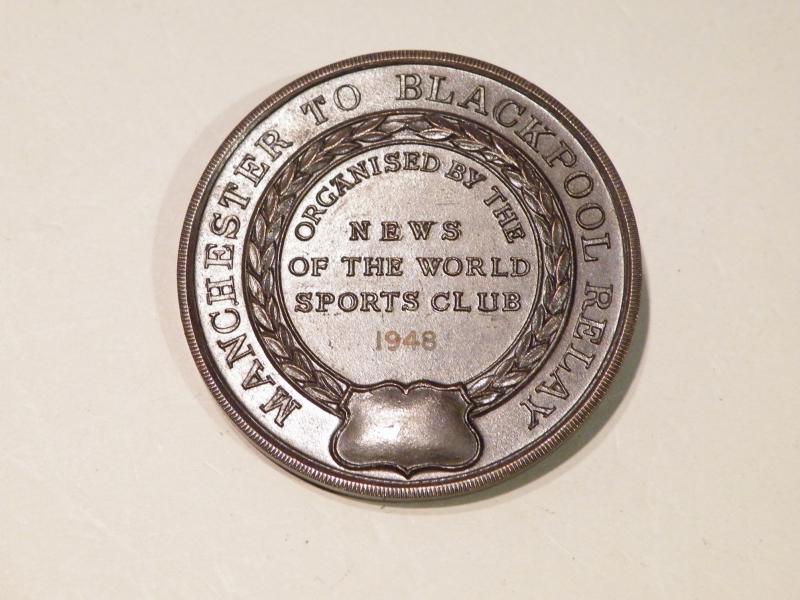 MANCHESTER TO BLACKPOOL RELAY
ORGANISED BY THE
NEWS
OF THE WORLD
SPORTS CLUB
1948